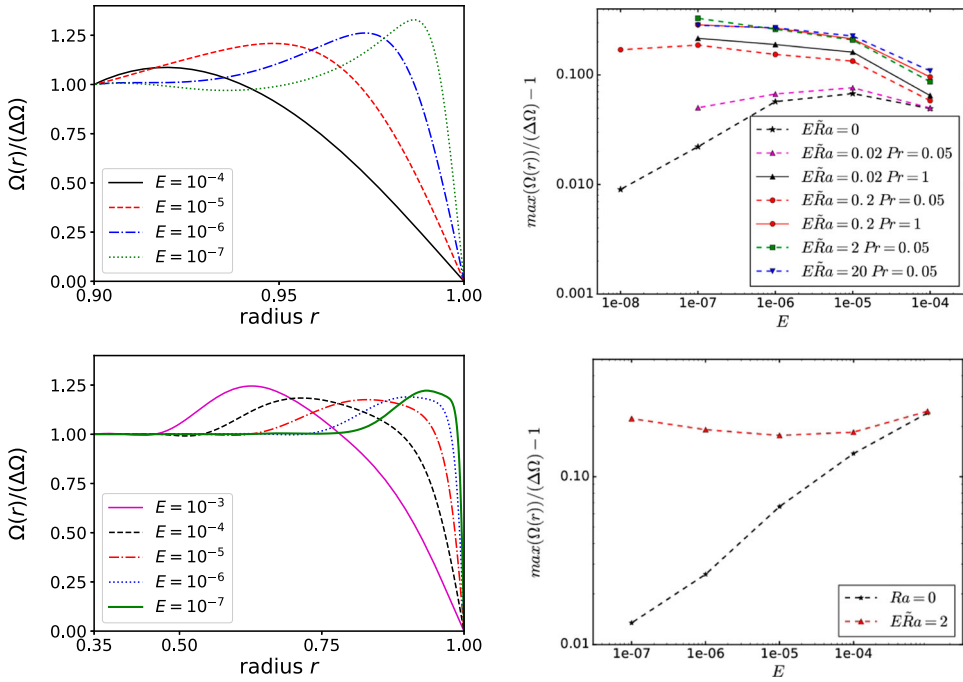 1.25
1.00
0.75
1.25
1.00
0.00
Ω(r)/(ΔΩ)
E = 10⁻⁴
E = 10⁻⁵
E = 10⁻⁶
E = 10⁻⁷
0.90
0.95
1.00
radius r
0.100
0.010
0.001
max(Ω(r))/(ΔΩ) − 1
ER̃a = 0
ER̃a = 0.02 Pr = 0.05
ER̃a = 0.02 Pr = 1
ER̃a = 0.2 Pr = 0.05
ER̃a = 0.2 Pr = 1
ER̃a = 2 Pr = 0.05
ER̃a = 20 Pr = 0.05
1e-08
1e-07
1e-06
1e-05
1e-04
E
1.25
1.00
0.75
1.25
1.00
0.00
Ω(r)/(ΔΩ)
E = 10⁻³
E = 10⁻⁴
E = 10⁻⁵
E = 10⁻⁶
E = 10⁻⁷
0.35
0.50
0.75
1.00
radius r
0.10
0.01
max(Ω(r))/(ΔΩ) − 1
Ra = 0
ER̃a = 2
1e-07
1e-06
1e-05
1e-04
E